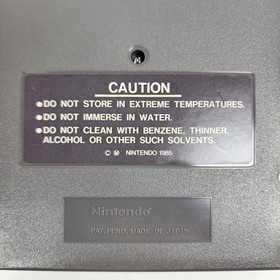 CAUTION
●DO NOT STORE IN EXTREME TEMPERATURES.
●DO NOT IMMERSE IN WATER.
●DO NOT CLEAN WITH BENZENE, THINNER,
ALCOHOL OR OTHER SUCH SOLVENTS.
© Ⓜ NINTENDO 1985
Nintendo®
PAT. PEND. MADE IN JAPAN